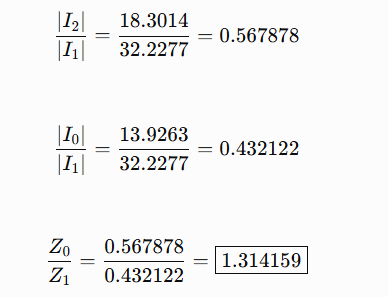 |I₂| / |I₁| = 18.3014 / 32.2277 = 0.567878
|I₀| / |I₁| = 13.9263 / 32.2277 = 0.432122
Z₀ / Z₁ = 0.567878 / 0.432122 = 1.314159